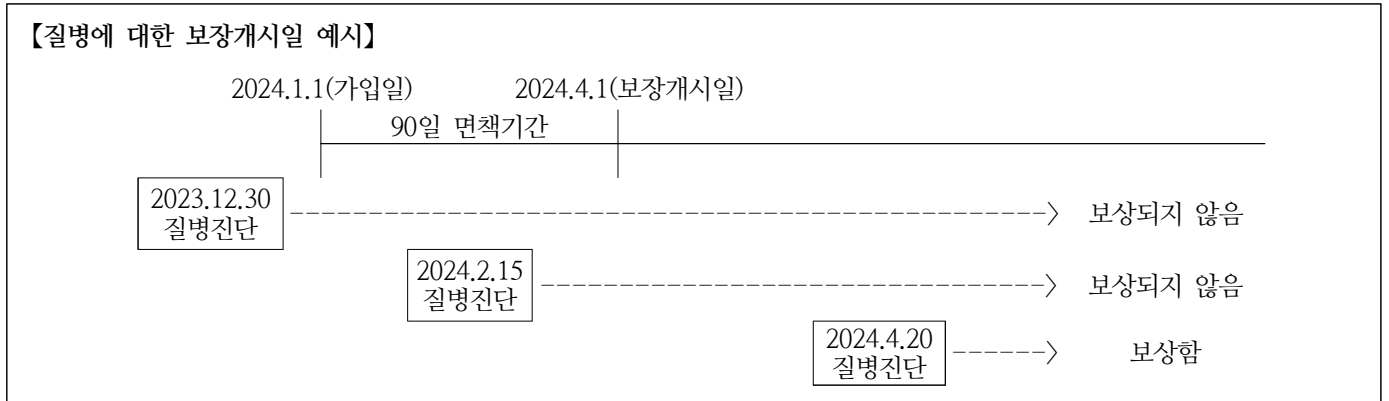 【질병에 대한 보장개시일 예시】
2024.1.1(가입일) 2024.4.1(보장개시일)
90일 면책기간
2023.12.30
질병진단
보상되지 않음
2024.2.15
질병진단
보상되지 않음
2024.4.20
질병진단
보상함